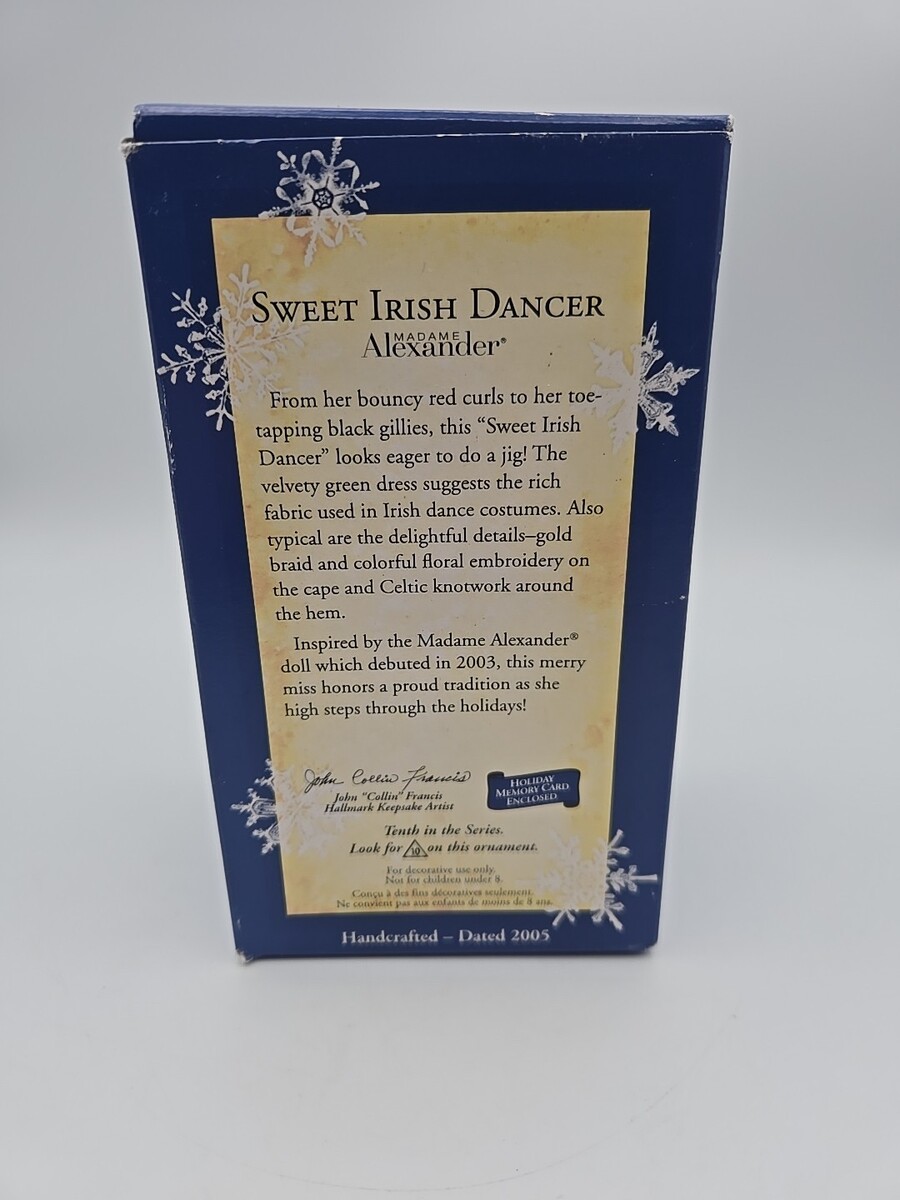 SWEET IRISH DANCER
MADAME
Alexander®
From her bouncy red curls to her toe-
tapping black gillies, this “Sweet Irish
Dancer” looks eager to do a jig! The
velvety green dress suggests the rich
fabric used in Irish dance costumes. Also
typical are the delightful details–gold
braid and colorful floral embroidery on
the cape and Celtic knotwork around
the hem.
Inspired by the Madame Alexander®
doll which debuted in 2003, this merry
miss honors a proud tradition as she
high steps through the holidays!
John Collin Francis
John “Collin” Francis
Hallmark Keepsake Artist
HOLIDAY
MEMORY CARD
ENCLOSED
Tenth in the Series.
Look for 10 on this ornament.
For decorative use only.
Not for children under 8.
Conçu à des fins décoratives seulement.
Ne convient pas aux enfants de moins de 8 ans.
Handcrafted – Dated 2005